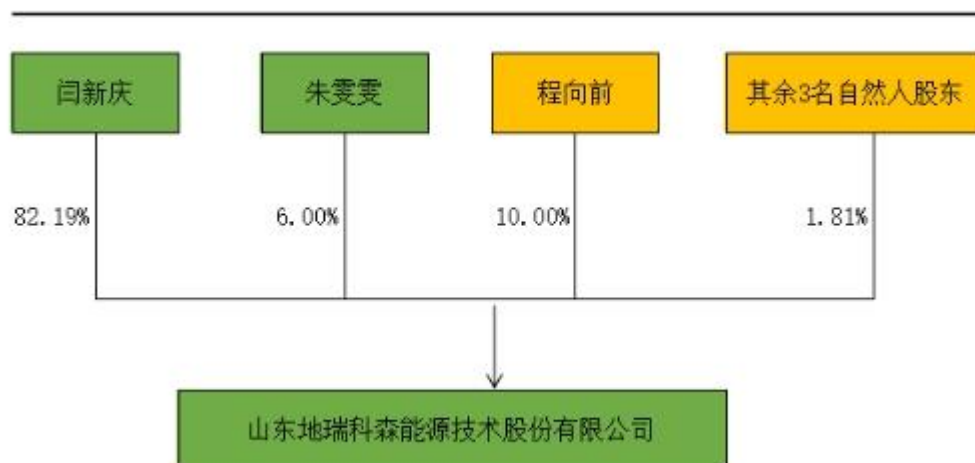 闫新庆
朱雯雯
程向前
其余3名自然人股东
82.19%
6.00%
10.00%
1.81%
山东地瑞科森能源技术股份有限公司